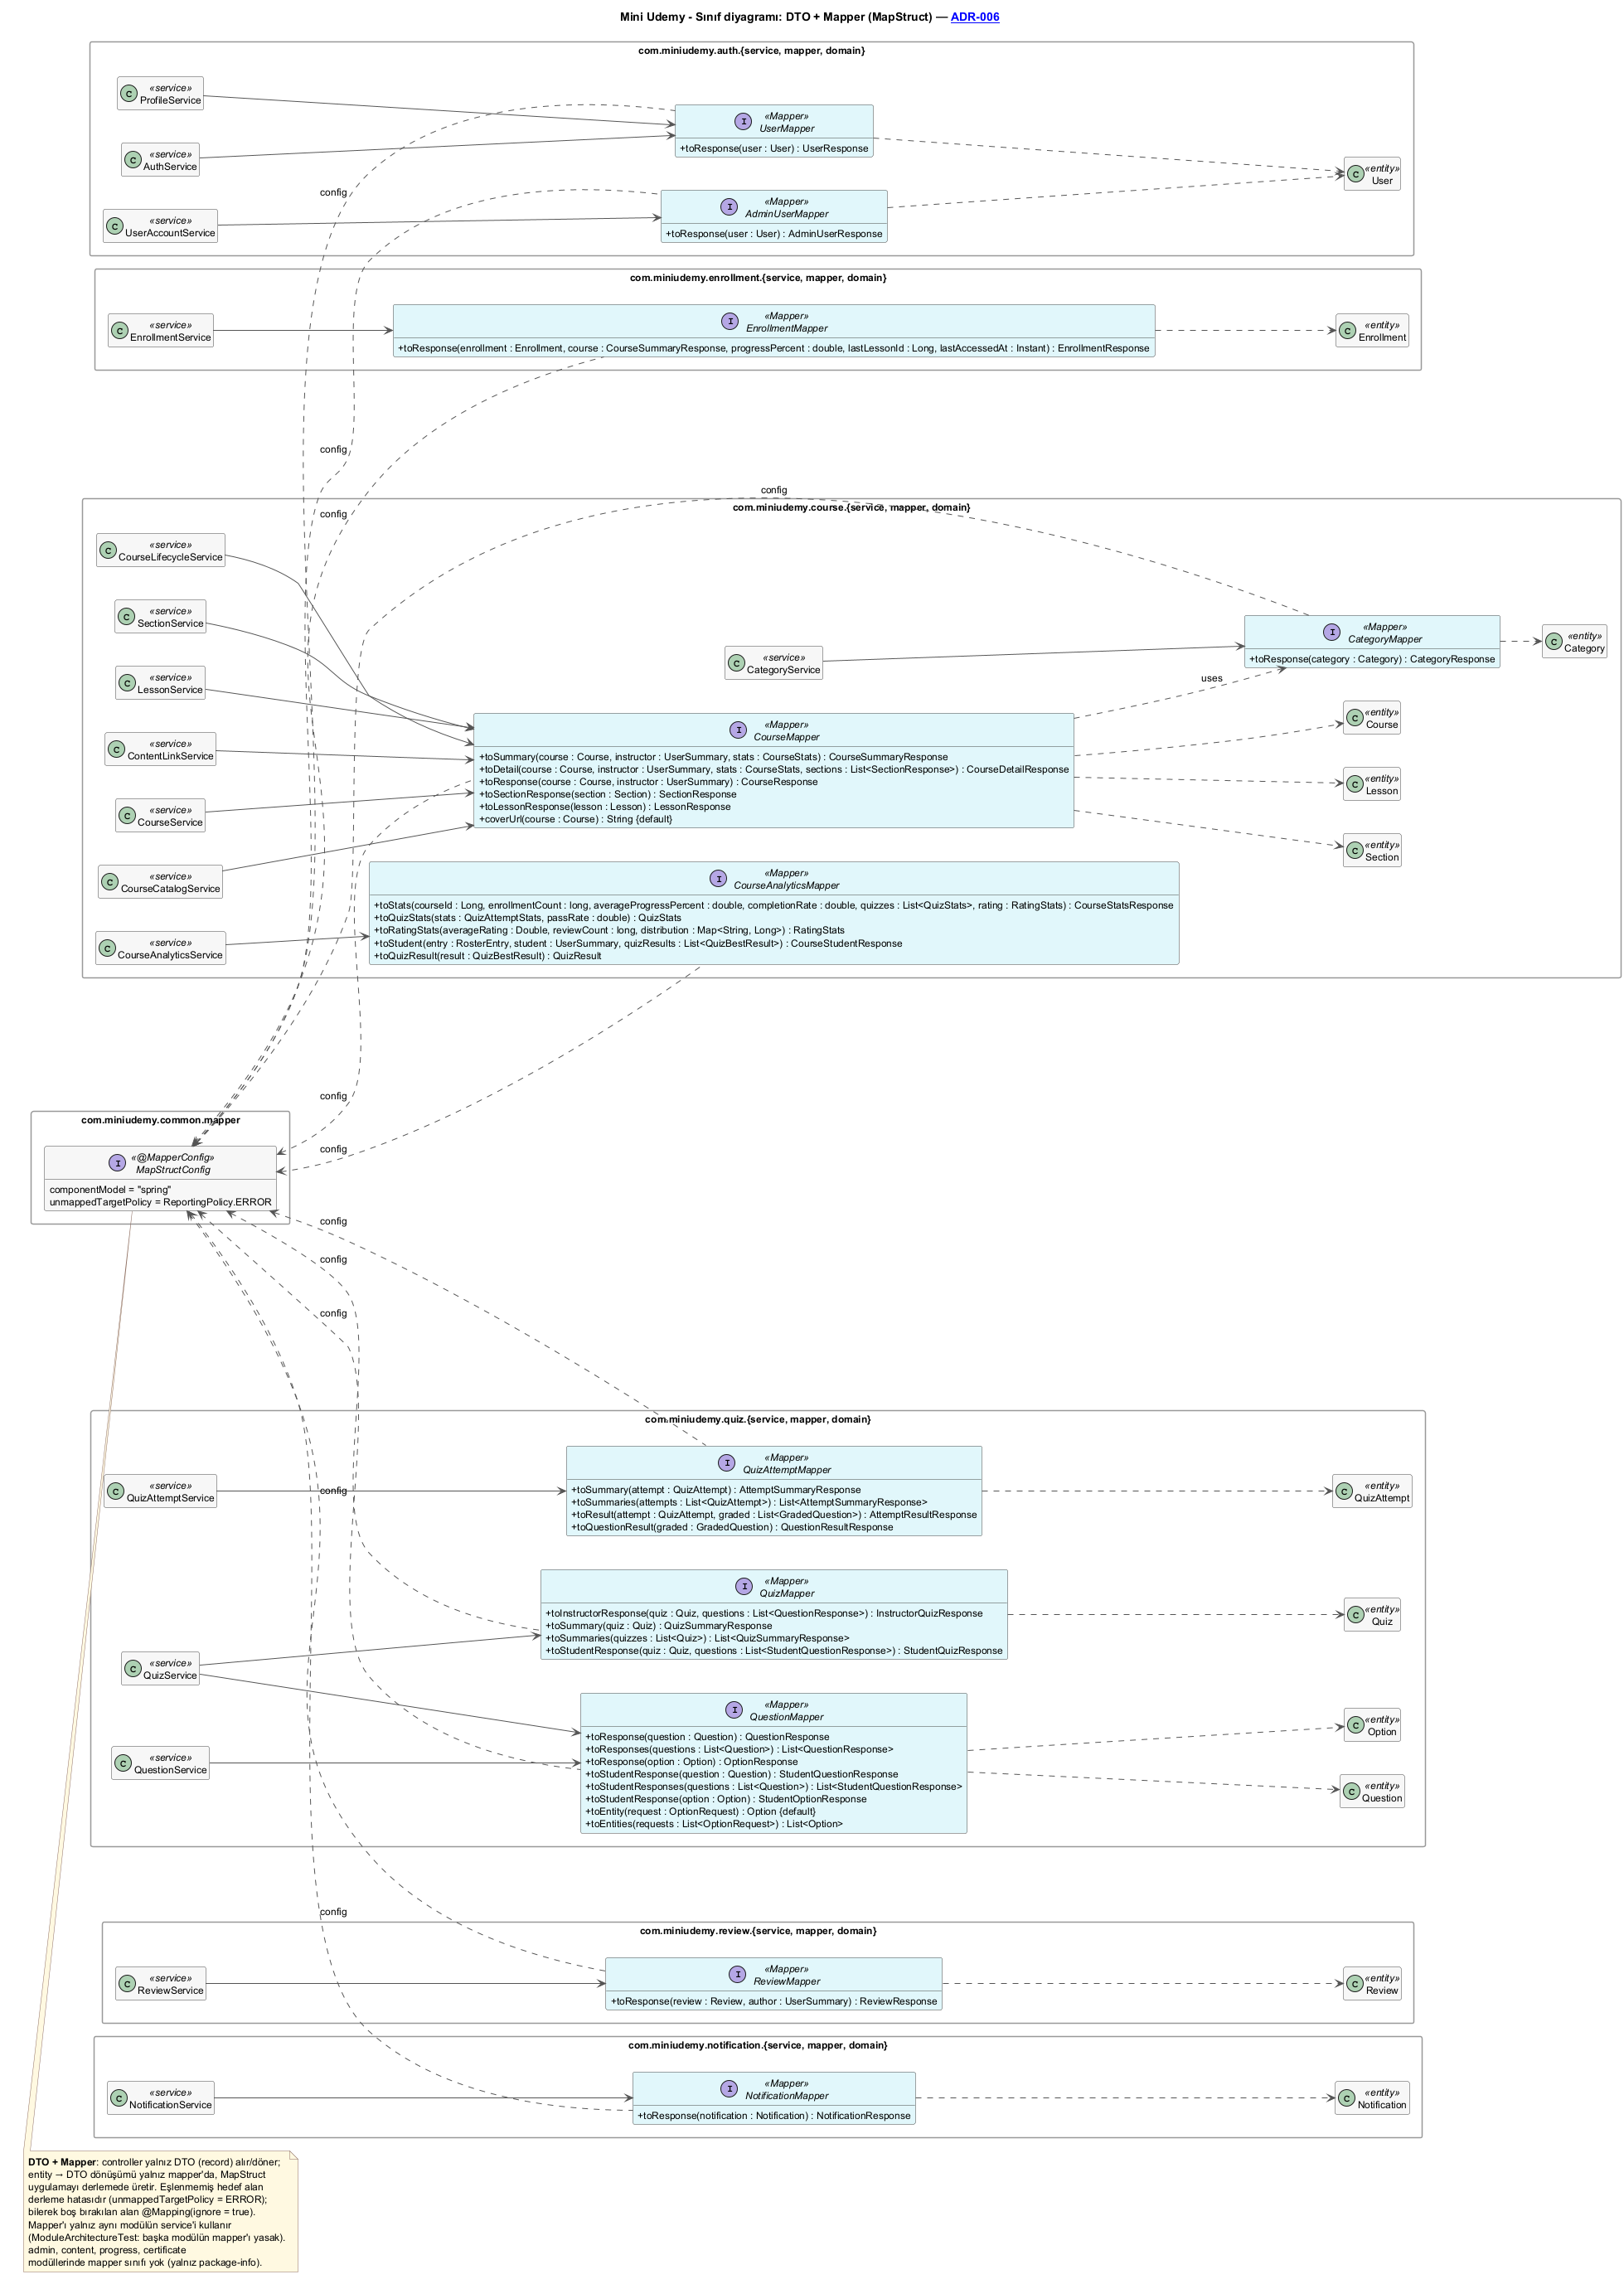 Mini Udemy - Sınıf diyagramı: DTO + Mapper (MapStruct) — ADR-006
com.miniudemy.auth.{service, mapper, domain}
«service»
ProfileService
«service»
AuthService
«service»
UserAccountService
«Mapper»
UserMapper
+toResponse(user : User) : UserResponse
«Mapper»
AdminUserMapper
+toResponse(user : User) : AdminUserResponse
«entity»
User
config
com.miniudemy.enrollment.{service, mapper, domain}
«service»
EnrollmentService
«Mapper»
EnrollmentMapper
+toResponse(enrollment : Enrollment, course : CourseSummaryResponse, progressPercent : double, lastLessonId : Long, lastAccessedAt : Instant) : EnrollmentResponse
«entity»
Enrollment
config
config
config
com.miniudemy.course.{service, mapper, domain}
«service»
CourseLifecycleService
«service»
SectionService
«service»
LessonService
«service»
ContentLinkService
«service»
CourseService
«service»
CourseCatalogService
«service»
CourseAnalyticsService
«service»
CategoryService
«Mapper»
CategoryMapper
+toResponse(category : Category) : CategoryResponse
«entity»
Category
uses
«Mapper»
CourseMapper
+toSummary(course : Course, instructor : UserSummary, stats : CourseStats) : CourseSummaryResponse
+toDetail(course : Course, instructor : UserSummary, stats : CourseStats, sections : List<SectionResponse>) : CourseDetailResponse
+toResponse(course : Course, instructor : UserSummary) : CourseResponse
+toSectionResponse(section : Section) : SectionResponse
+toLessonResponse(lesson : Lesson) : LessonResponse
+coverUrl(course : Course) : String {default}
«entity»
Course
«entity»
Lesson
«entity»
Section
«Mapper»
CourseAnalyticsMapper
+toStats(courseId : Long, enrollmentCount : long, averageProgressPercent : double, completionRate : double, quizzes : List<QuizStats>, rating : RatingStats) : CourseStatsResponse
+toQuizStats(stats : QuizAttemptStats, passRate : double) : QuizStats
+toRatingStats(averageRating : Double, reviewCount : long, distribution : Map<String, Long>) : RatingStats
+toStudent(entry : RosterEntry, student : UserSummary, quizResults : List<QuizBestResult>) : CourseStudentResponse
+toQuizResult(result : QuizBestResult) : QuizResult
config
config
com.miniudemy.common.mapper
«@MapperConfig»
MapStructConfig
componentModel = "spring"
unmappedTargetPolicy = ReportingPolicy.ERROR
config
config
config
com.miniudemy.quiz.{service, mapper, domain}
«service»
QuizAttemptService
«Mapper»
QuizAttemptMapper
+toSummary(attempt : QuizAttempt) : AttemptSummaryResponse
+toSummaries(attempts : List<QuizAttempt>) : List<AttemptSummaryResponse>
+toResult(attempt : QuizAttempt, graded : List<GradedQuestion>) : AttemptResultResponse
+toQuestionResult(graded : GradedQuestion) : QuestionResultResponse
«entity»
QuizAttempt
config
«Mapper»
QuizMapper
+toInstructorResponse(quiz : Quiz, questions : List<QuestionResponse>) : InstructorQuizResponse
+toSummary(quiz : Quiz) : QuizSummaryResponse
+toSummaries(quizzes : List<Quiz>) : List<QuizSummaryResponse>
+toStudentResponse(quiz : Quiz, questions : List<StudentQuestionResponse>) : StudentQuizResponse
«entity»
Quiz
«service»
QuizService
«service»
QuestionService
«Mapper»
QuestionMapper
+toResponse(question : Question) : QuestionResponse
+toResponses(questions : List<Question>) : List<QuestionResponse>
+toResponse(option : Option) : OptionResponse
+toStudentResponse(question : Question) : StudentQuestionResponse
+toStudentResponses(questions : List<Question>) : List<StudentQuestionResponse>
+toStudentResponse(option : Option) : StudentOptionResponse
+toEntity(request : OptionRequest) : Option {default}
+toEntities(requests : List<OptionRequest>) : List<Option>
«entity»
Option
«entity»
Question
config
com.miniudemy.review.{service, mapper, domain}
«service»
ReviewService
«Mapper»
ReviewMapper
+toResponse(review : Review, author : UserSummary) : ReviewResponse
«entity»
Review
com.miniudemy.notification.{service, mapper, domain}
«service»
NotificationService
«Mapper»
NotificationMapper
+toResponse(notification : Notification) : NotificationResponse
«entity»
Notification
DTO + Mapper: controller yalnız DTO (record) alır/döner;
entity → DTO dönüşümü yalnız mapper'da, MapStruct
uygulamayı derlemede üretir. Eşlenmemiş hedef alan
derleme hatasıdır (unmappedTargetPolicy = ERROR);
bilerek boş bırakılan alan @Mapping(ignore = true).
Mapper'ı yalnız aynı modülün service'i kullanır
(ModuleArchitectureTest: başka modülün mapper'ı yasak).
admin, content, progress, certificate
modüllerinde mapper sınıfı yok (yalnız package-info).